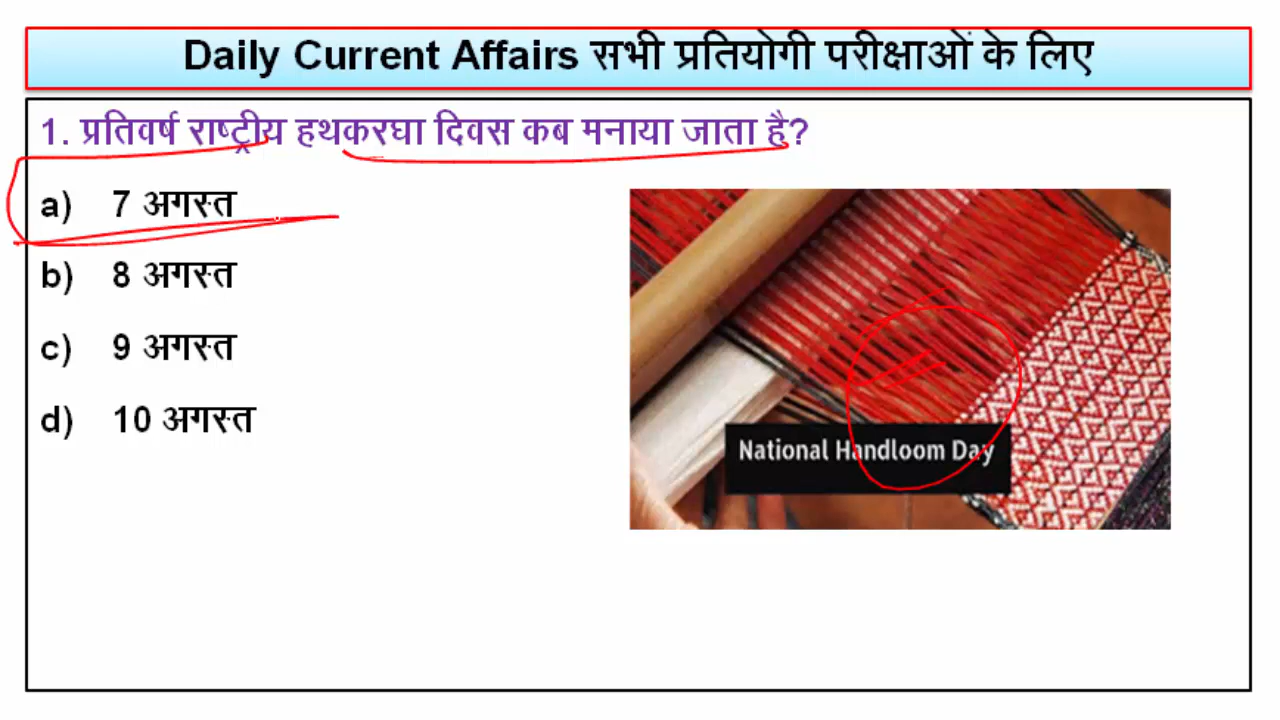 Daily Current Affairs सभी प्रतियोगी परीक्षाओं के लिए
1. प्रतिवर्ष राष्ट्रीय हथकरघा दिवस कब मनाया जाता है?
a) 7 अगस्त
b) 8 अगस्त
c) 9 अगस्त
d) 10 अगस्त
National Handloom Day